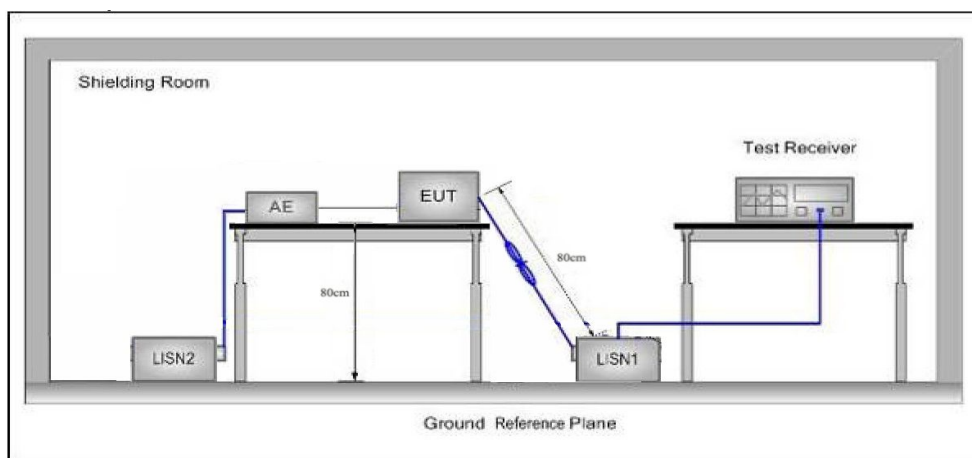 Shielding Room
Test Receiver
EUT
AE
80cm
80cm
LISN2
LISN1
Ground Reference Plane